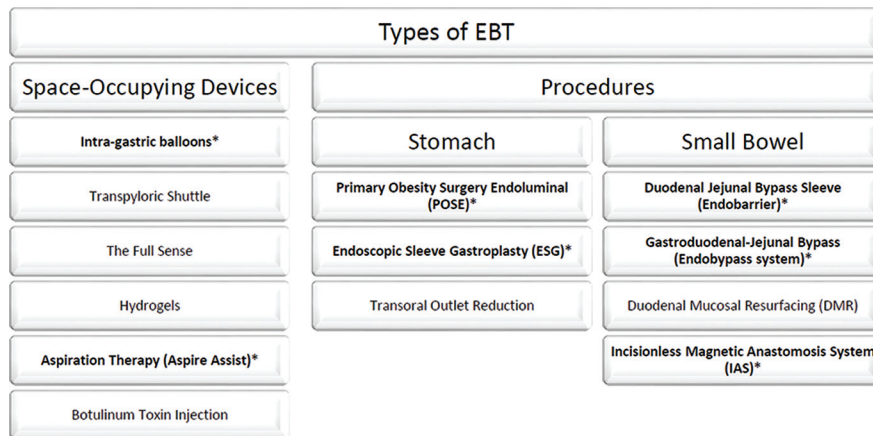 Types of EBT
Space-Occupying Devices
Procedures
Intra-gastric balloons*
Stomach
Small Bowel
Transpyloric Shuttle
Primary Obesity Surgery Endoluminal
(POSE)*
Duodenal Jejunal Bypass Sleeve
(Endobarrier)*
The Full Sense
Endoscopic Sleeve Gastroplasty (ESG)*
Gastroduodenal-Jejunal Bypass
(Endobypass system)*
Hydrogels
Transoral Outlet Reduction
Duodenal Mucosal Resurfacing (DMR)
Aspiration Therapy (Aspire Assist)*
Incisionless Magnetic Anastomosis System
(IAS)*
Botulinum Toxin Injection